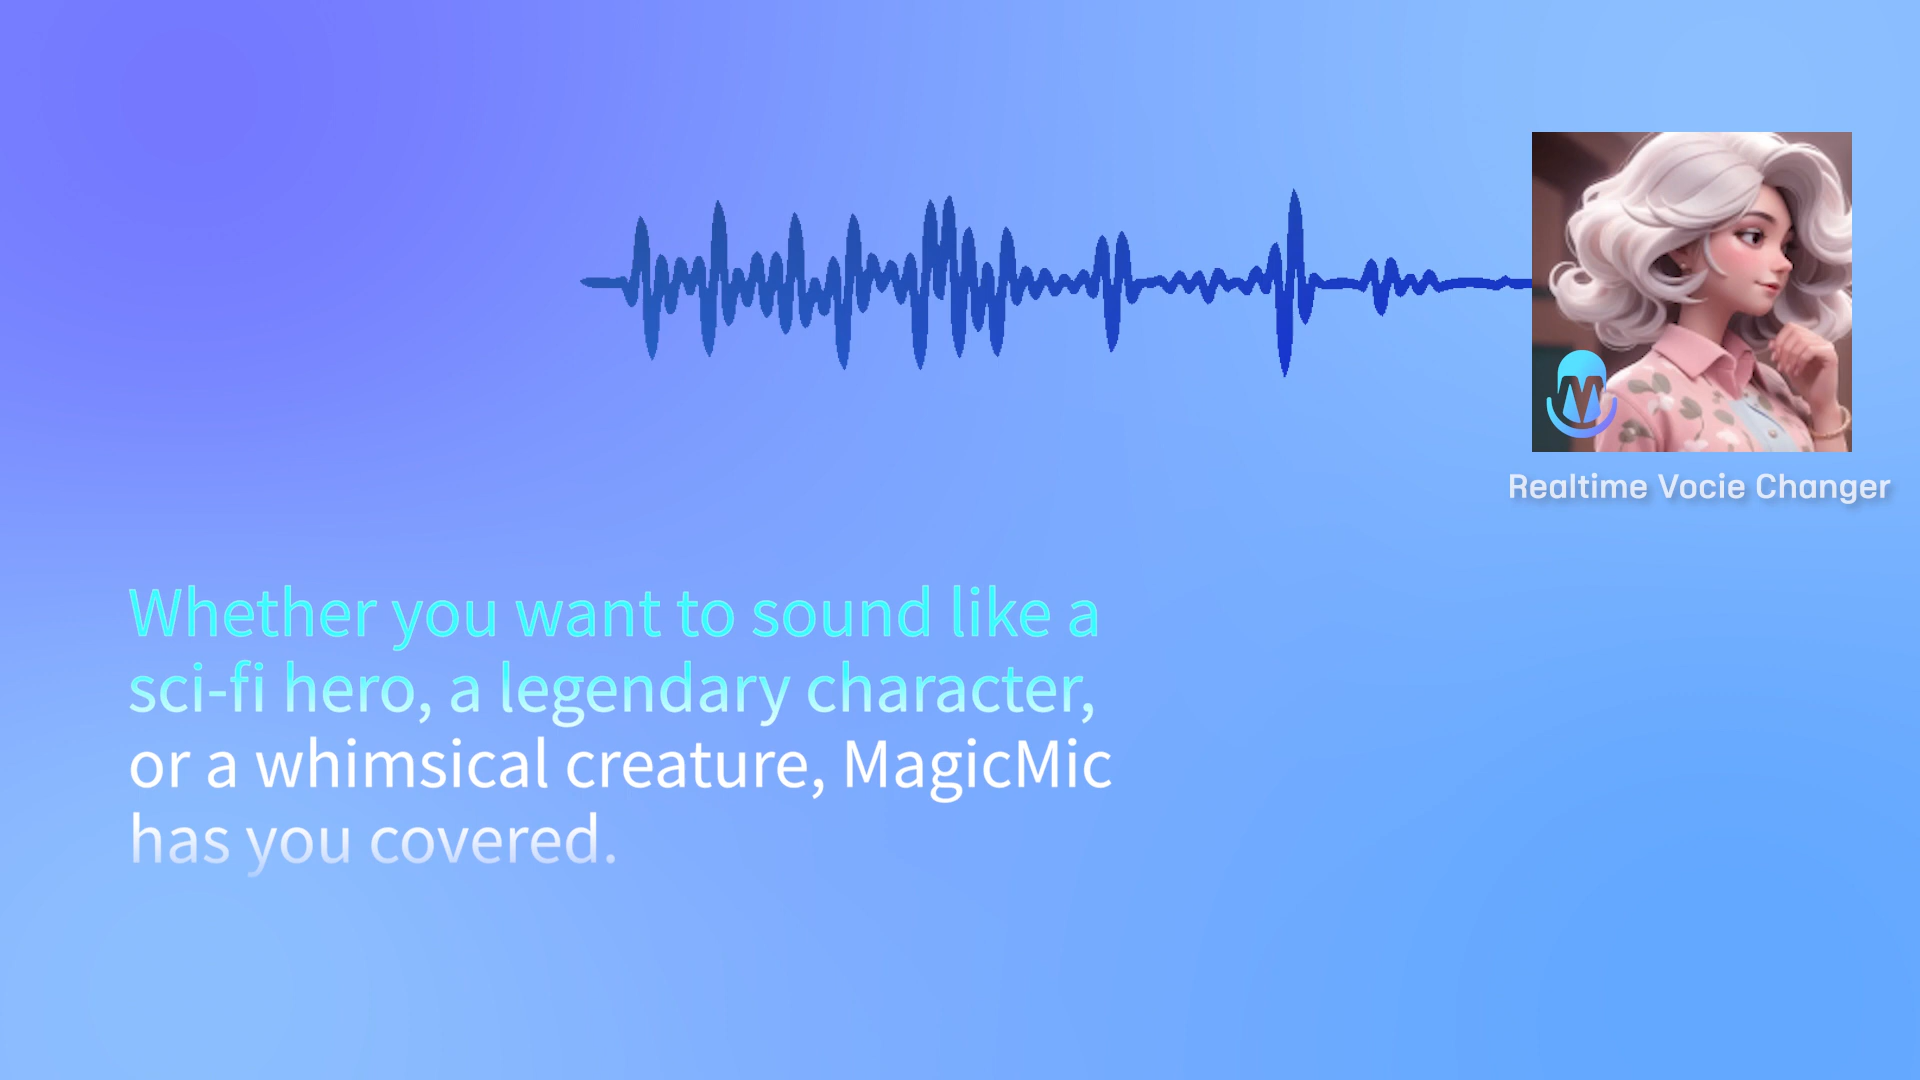 Realtime Vocie Changer
Whether you want to sound like a
sci-fi hero, a legendary character,
or a whimsical creature, MagicMic
has you covered.